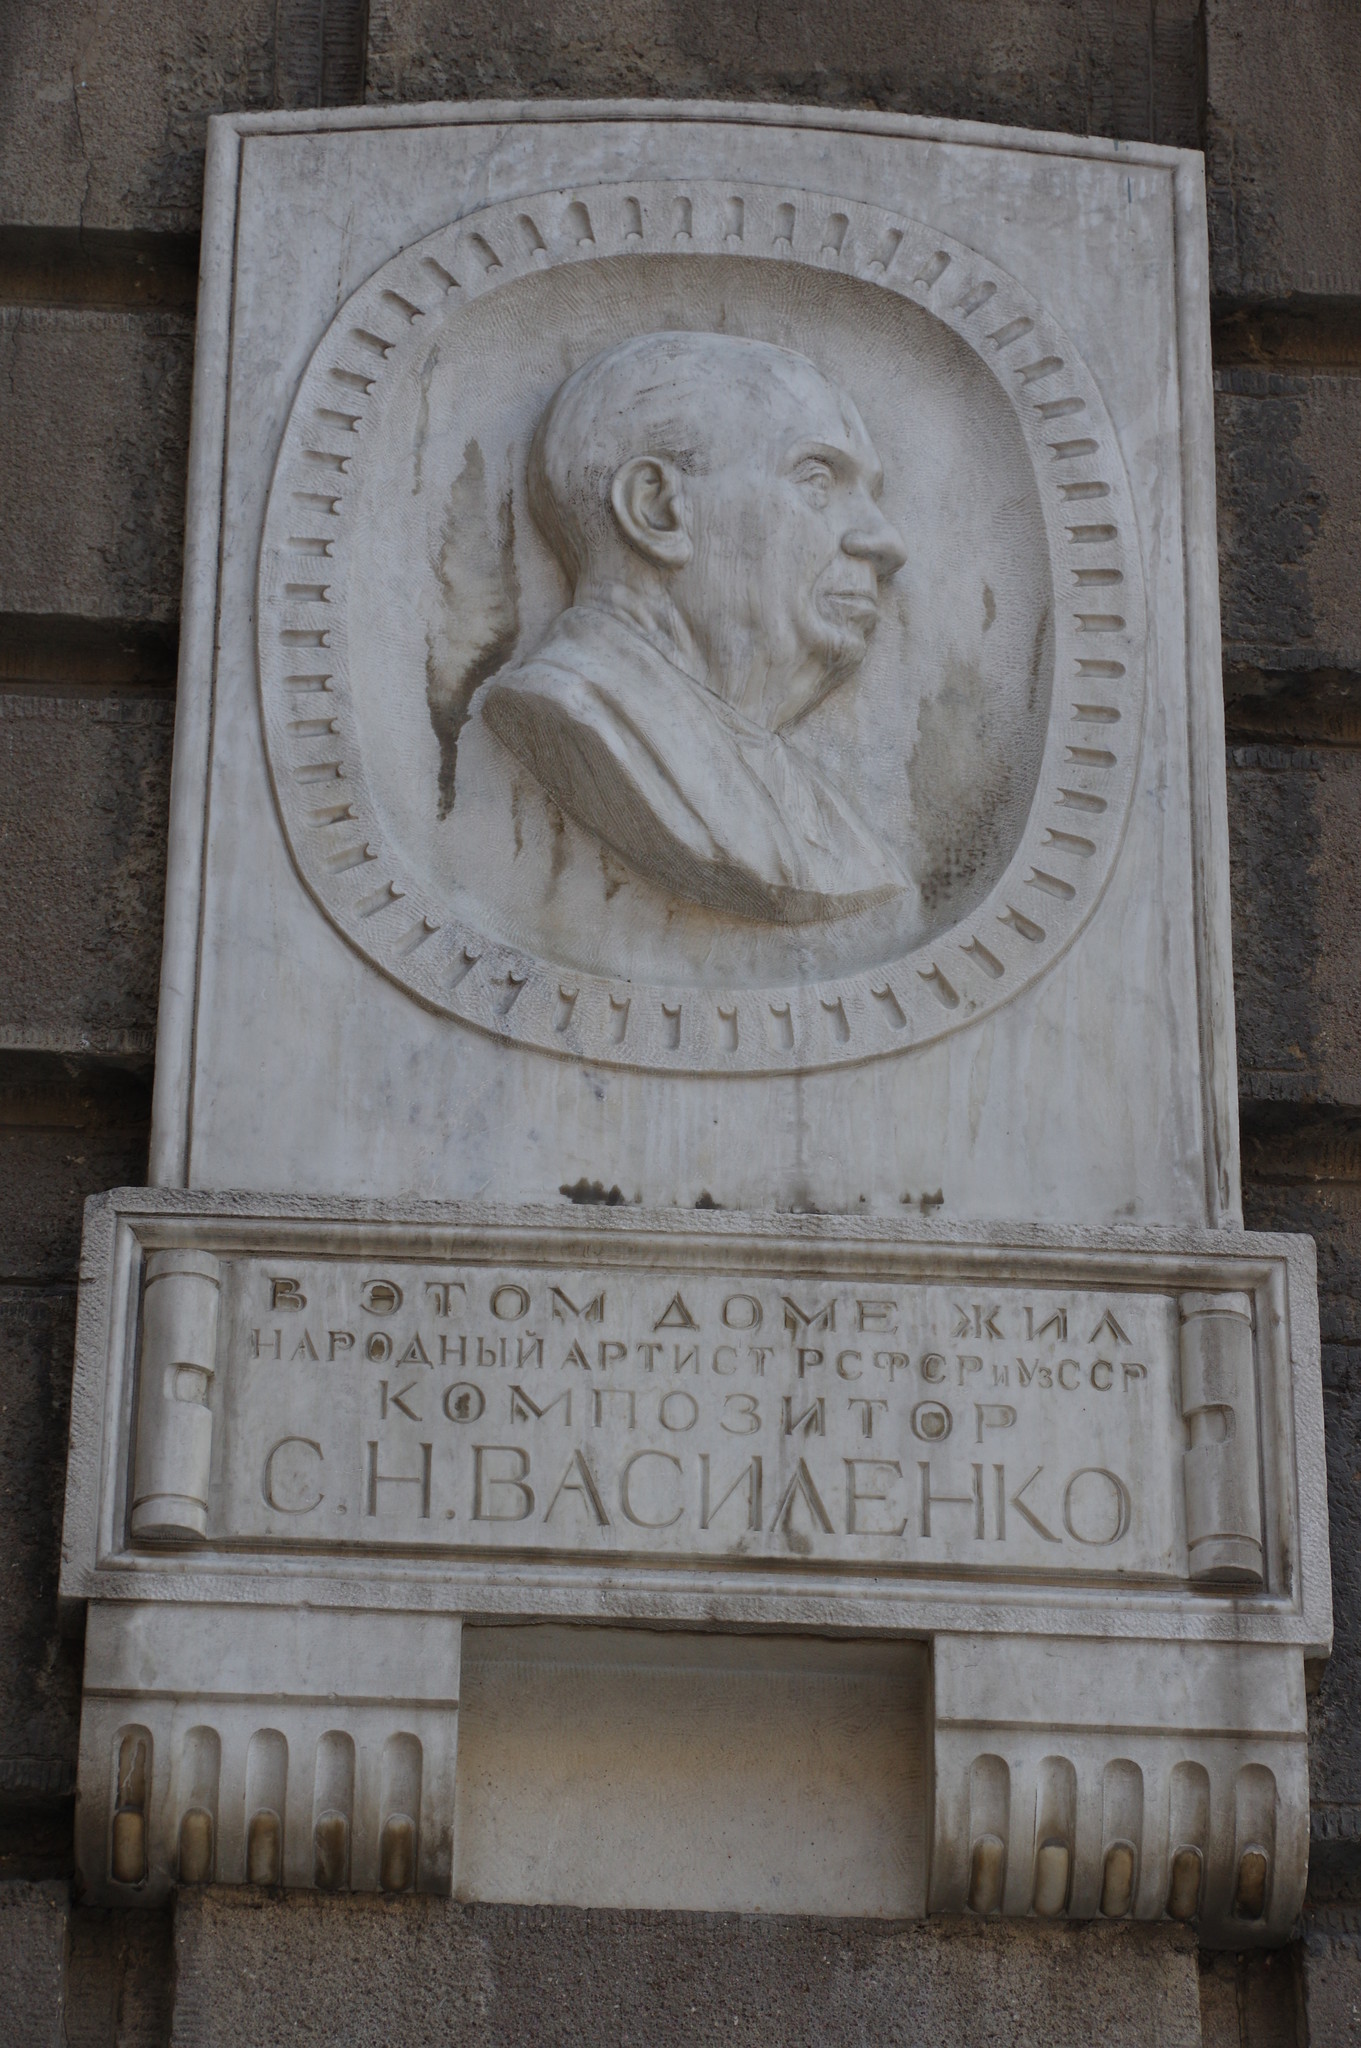 В ЭТОМ ДОМЕ ЖИЛ
НАРОДНЫЙ АРТИСТ РСФСР и УзССР
КОМПОЗИТОР
С.Н.ВАСИЛЕНКО